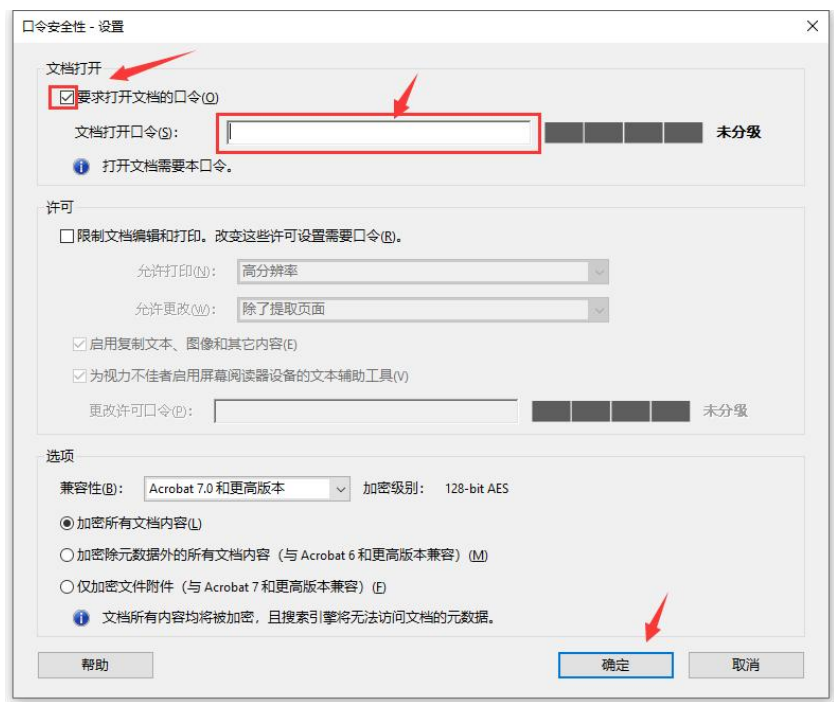 口令安全性 - 设置
文档打开
要求打开文档的口令(O)
文档打开口令(S): 未分级
打开文档需要本口令。
许可
限制文档编辑和打印。改变这些许可设置需要口令(R)。
允许打印(N): 高分辨率
允许更改(W): 除了提取页面
启用复制文本、图像和其它内容(E)
为视力不佳者启用屏幕阅读器设备的文本辅助工具(V)
更改许可口令(P): 未分级
选项
兼容性(B): Acrobat 7.0 和更高版本 加密级别: 128-bit AES
加密所有文档内容(L)
加密除元数据外的所有文档内容（与 Acrobat 6 和更高版本兼容）(M)
仅加密文件附件（与 Acrobat 7 和更高版本兼容）(F)
文档所有内容均将被加密，且搜索引擎将无法访问文档的元数据。
帮助 确定 取消